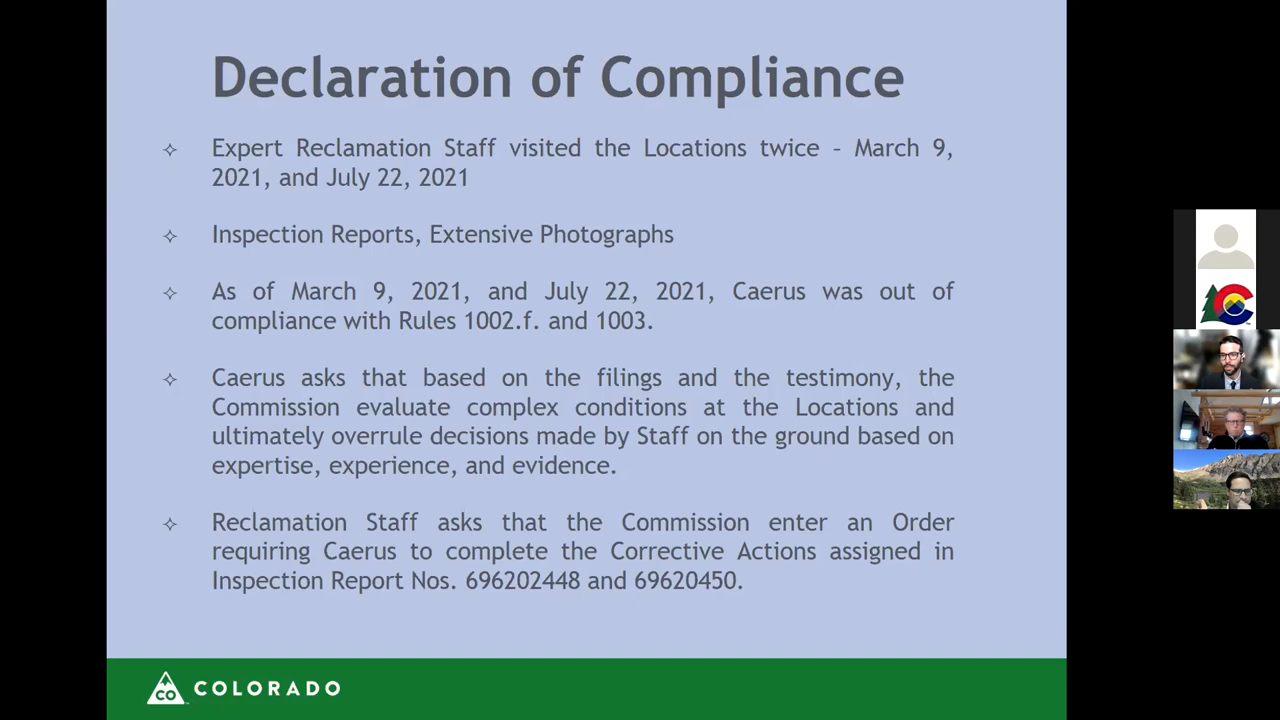 Declaration of Compliance
✧ Expert Reclamation Staff visited the Locations twice – March 9,
2021, and July 22, 2021
✧ Inspection Reports, Extensive Photographs
✧ As of March 9, 2021, and July 22, 2021, Caerus was out of
compliance with Rules 1002.f. and 1003.
✧ Caerus asks that based on the filings and the testimony, the
Commission evaluate complex conditions at the Locations and
ultimately overrule decisions made by Staff on the ground based on
expertise, experience, and evidence.
✧ Reclamation Staff asks that the Commission enter an Order
requiring Caerus to complete the Corrective Actions assigned in
Inspection Report Nos. 696202448 and 69620450.
CO COLORADO